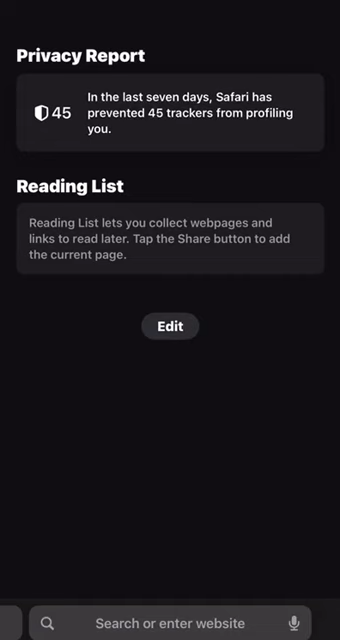 Privacy Report
45
In the last seven days, Safari has
prevented 45 trackers from profiling
you.
Reading List
Reading List lets you collect webpages and
links to read later. Tap the Share button to add
the current page.
Edit
Search or enter website